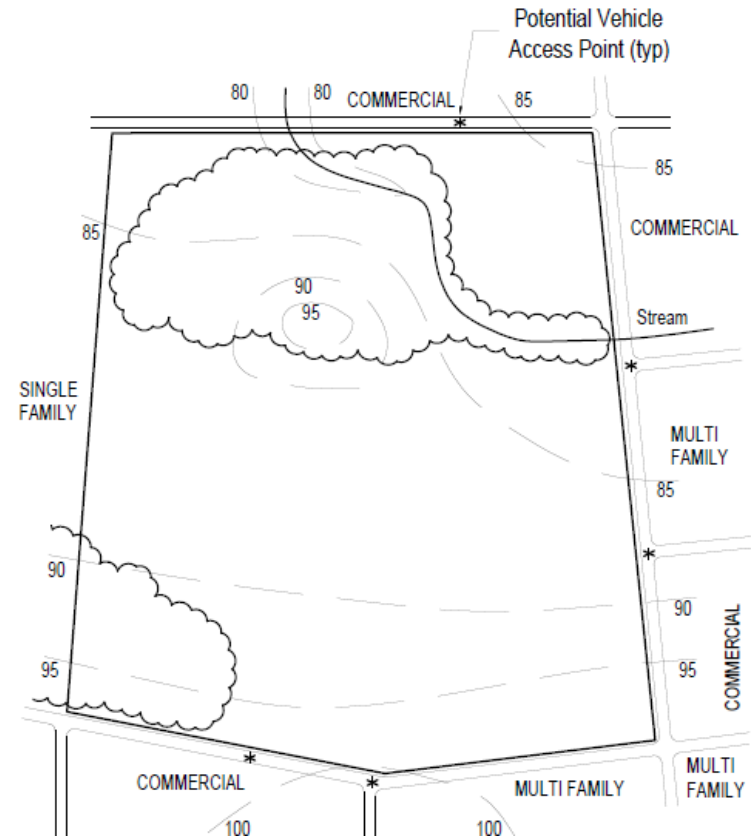 Potential Vehicle
Access Point (typ)
80
80
COMMERCIAL
85
*
85
85
COMMERCIAL
90
95
Stream
*
SINGLE
FAMILY
MULTI
FAMILY
85
*
90
90
COMMERCIAL
95
95
*
COMMERCIAL
*
MULTI FAMILY
MULTI
FAMILY
100
100